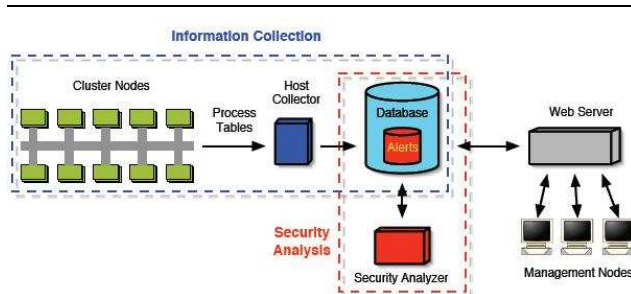 Information Collection
Cluster Nodes
Process
Tables
Host
Collector
Database
Alerts
Web Server
Security
Analysis
Security Analyzer
Management Nodes